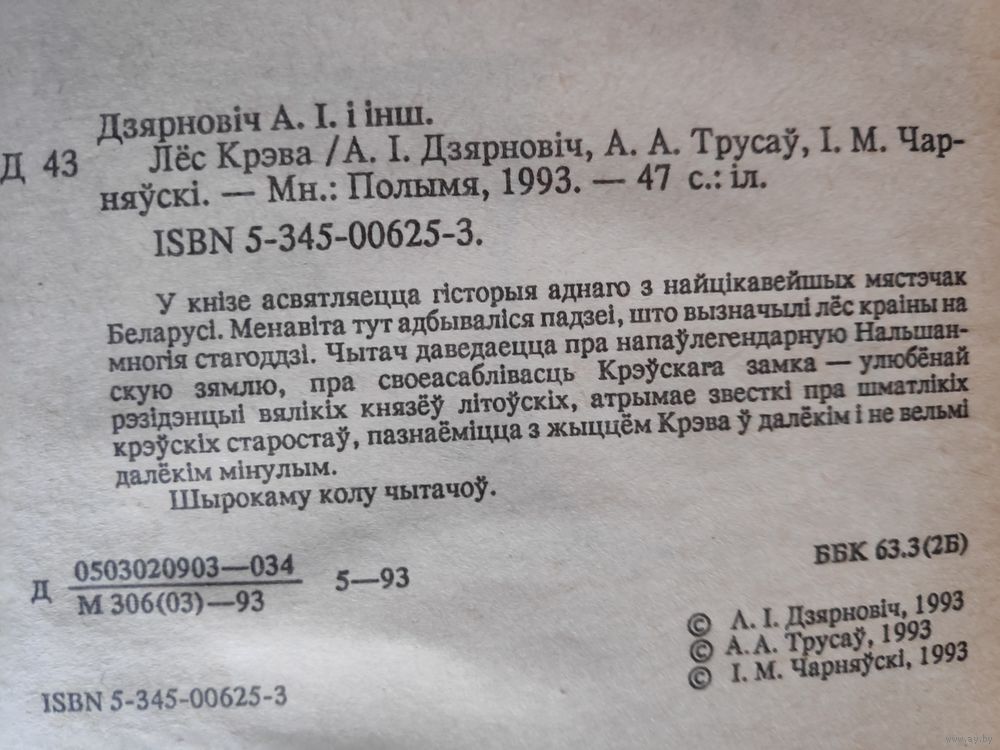 Дзярновіч А. І. і інш.
Д 43 Лёс Крэва /А. І. Дзярновіч, А. А. Трусаў, І. М. Чар-
няўскі. — Мн.: Полымя, 1993. — 47 с.: іл.
ISBN 5-345-00625-3.
У кнізе асвятляецца гісторыя аднаго з найцікавейшых мястэчак
Беларусі. Менавіта тут адбываліся падзеі, што вызначылі лёс краіны на
многія стагоддзі. Чытач даведаецца пра напаўлегендарную Нальшан-
скую зямлю, пра своеасаблівасць Крэўскага замка — улюбёнай
рэзідэнцыі вялікіх князёў літоўскіх, атрымае звесткі пра шматлікіх
крэўскіх старостаў, пазнаёміцца з жыццём Крэва ў далёкім і не вельмі
далёкім мінулым.
Шырокаму колу чытачоў.
Д 0503020903—034 5—93
М 306(03)—93
ББК 63.3(2Б)
© А. І. Дзярновіч, 1993
© А. А. Трусаў, 1993
© І. М. Чарняўскі, 1993
ISBN 5-345-00625-3
www.ay.by